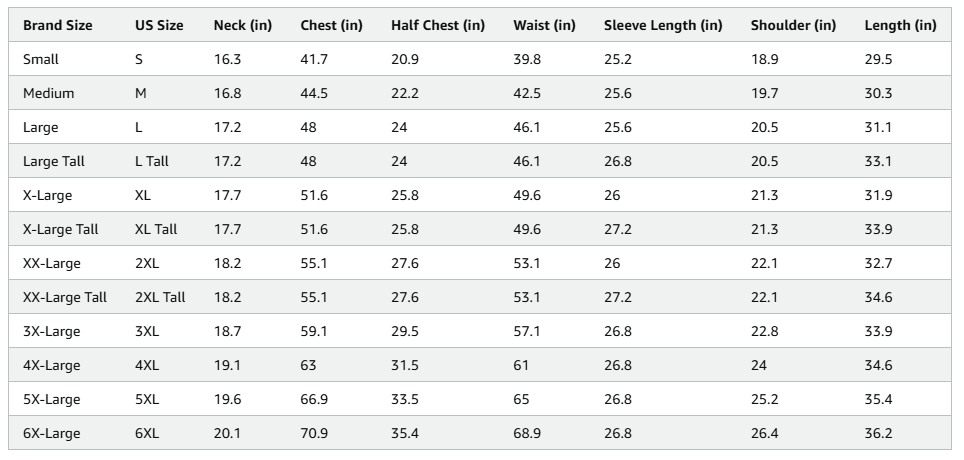 Brand Size US Size Neck (in) Chest (in) Half Chest (in) Waist (in) Sleeve Length (in) Shoulder (in) Length (in)
Small S 16.3 41.7 20.9 39.8 25.2 18.9 29.5
Medium M 16.8 44.5 22.2 42.5 25.6 19.7 30.3
Large L 17.2 48 24 46.1 25.6 20.5 31.1
Large Tall L Tall 17.2 48 24 46.1 26.8 20.5 33.1
X-Large XL 17.7 51.6 25.8 49.6 26 21.3 31.9
X-Large Tall XL Tall 17.7 51.6 25.8 49.6 27.2 21.3 33.9
XX-Large 2XL 18.2 55.1 27.6 53.1 26 22.1 32.7
XX-Large Tall 2XL Tall 18.2 55.1 27.6 53.1 27.2 22.1 34.6
3X-Large 3XL 18.7 59.1 29.5 57.1 26.8 22.8 33.9
4X-Large 4XL 19.1 63 31.5 61 26.8 24 34.6
5X-Large 5XL 19.6 66.9 33.5 65 26.8 25.2 35.4
6X-Large 6XL 20.1 70.9 35.4 68.9 26.8 26.4 36.2